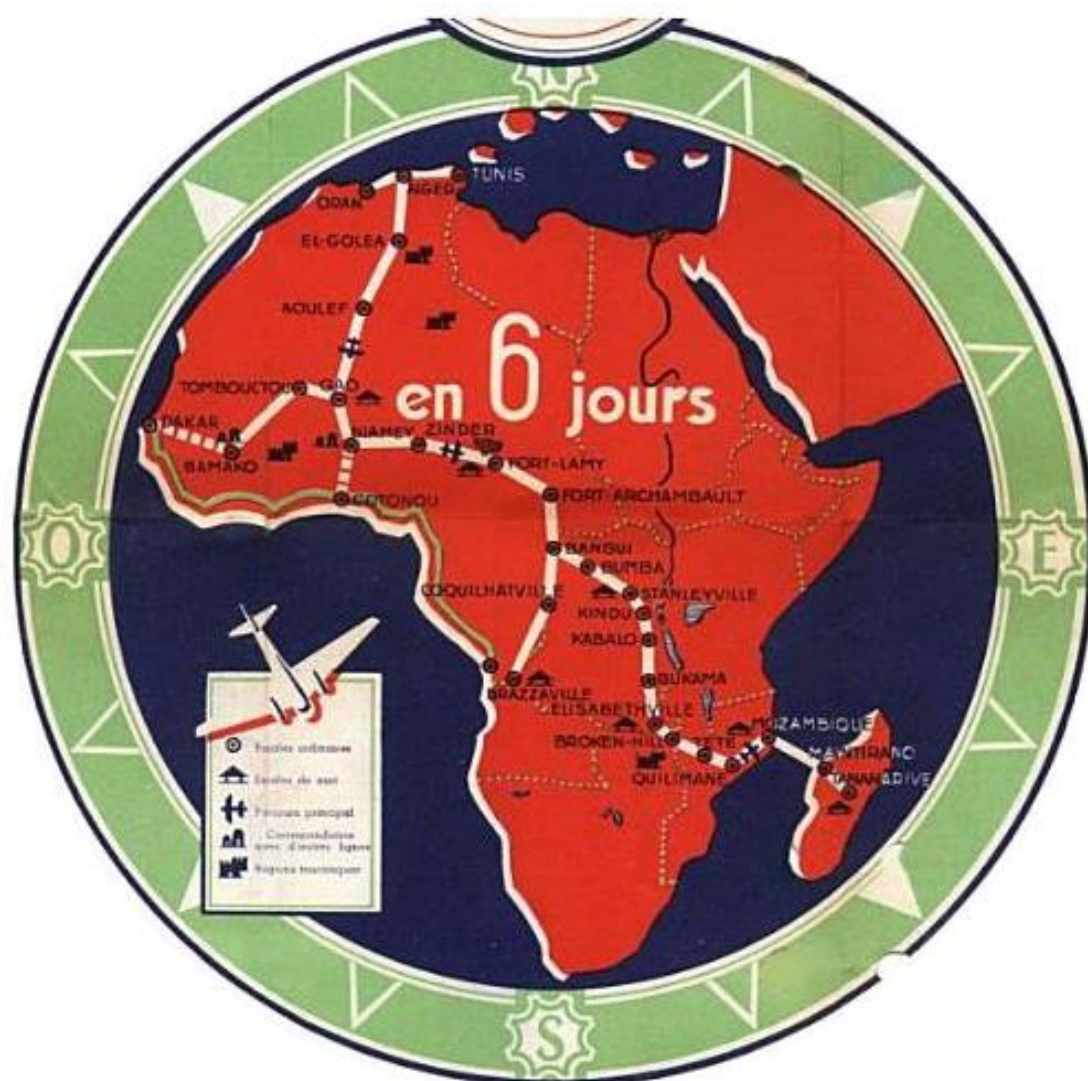 N
TUNIS
ALGER
ORAN
EL-GOLEA
AOULEF
en 6 jours
TOMBOUCTOU
GAO
DAKAR
NIAMEY
ZINDER
BAMAKO
FORT-LAMY
COTONOU
FORT-ARCHAMBAULT
O
E
BANGUI
BUMBA
COQUILHATVILLE
STANLEYVILLE
KINDU
KABALO
BRAZZAVILLE
BUKAMA
ELISABETHVILLE
MOZAMBIQUE
BROKEN-HILL
TETE
MAINTIRANO
QUILIMANE
TANANARIVE
Escales ordinaires
Escales de nuit
Parcours principal
Correspondance
avec d'autres lignes
Régions touristiques
S